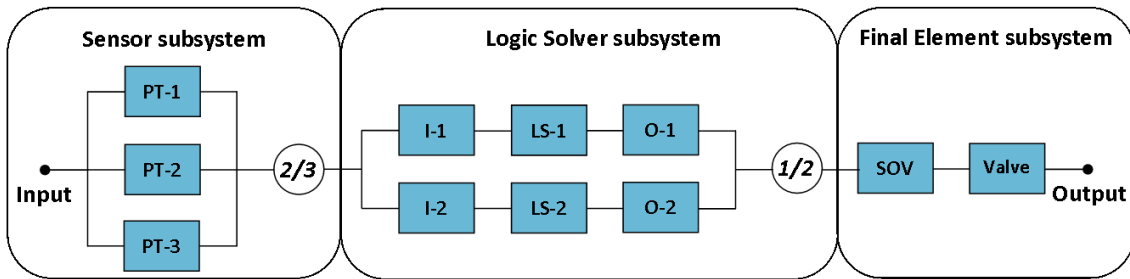 Sensor subsystem
Logic Solver subsystem
Final Element subsystem
PT-1
PT-2
PT-3
Input
2/3
I-1
LS-1
O-1
I-2
LS-2
O-2
1/2
SOV
Valve
Output